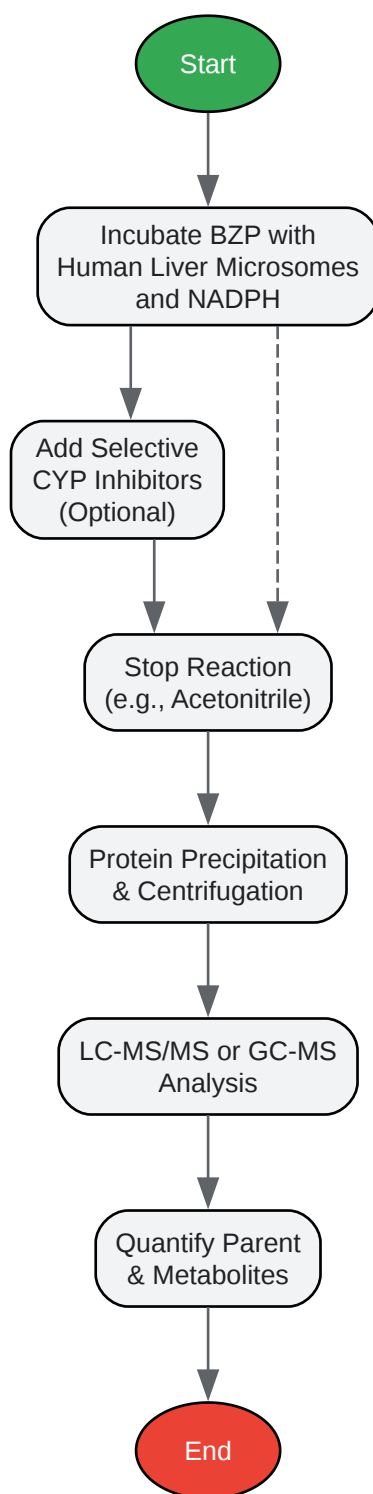 Start
Incubate BZP with
Human Liver Microsomes
and NADPH
Add Selective
CYP Inhibitors
(Optional)
Stop Reaction
(e.g., Acetonitrile)
Protein Precipitation
& Centrifugation
LC-MS/MS or GC-MS
Analysis
Quantify Parent
& Metabolites
End